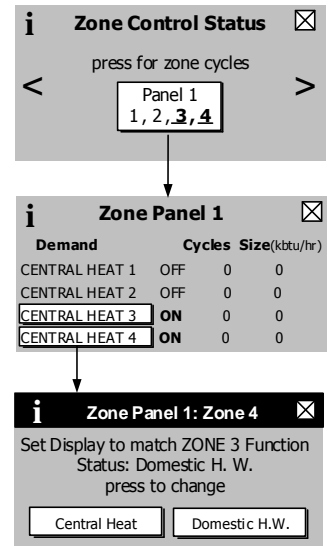 i Zone Control Status
press for zone cycles
< Panel 1 >
1, 2, 3, 4
i Zone Panel 1
Demand Cycles Size(kbtu/hr)
CENTRAL HEAT 1 OFF 0 0
CENTRAL HEAT 2 OFF 0 0
CENTRAL HEAT 3 ON 0 0
CENTRAL HEAT 4 ON 0 0
i Zone Panel 1: Zone 4
Set Display to match ZONE 3 Function
Status: Domestic H. W.
press to change
Central Heat Domestic H.W.